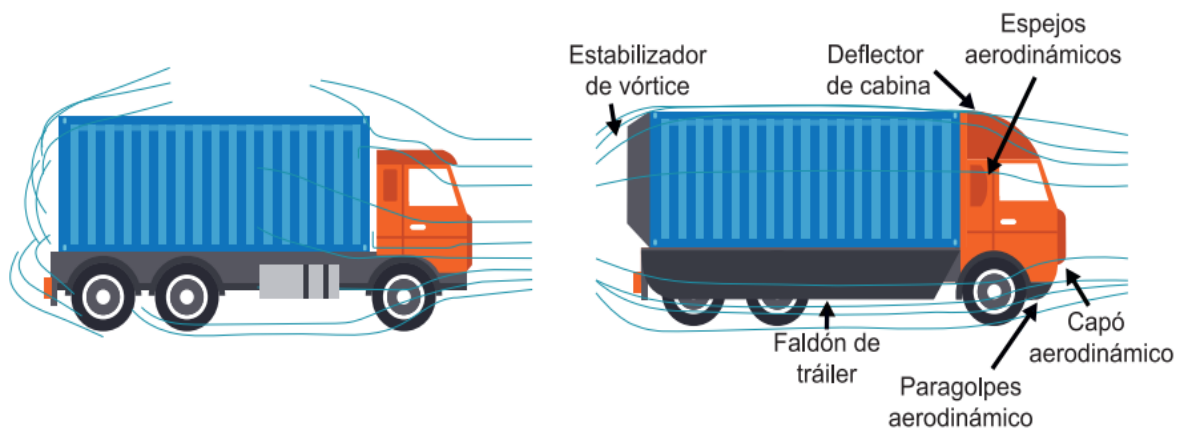 Estabilizador
de vórtice
Deflector
de cabina
Espejos
aerodinámicos
Faldón de
tráiler
Paragolpes
aerodinámico
Capó
aerodinámico